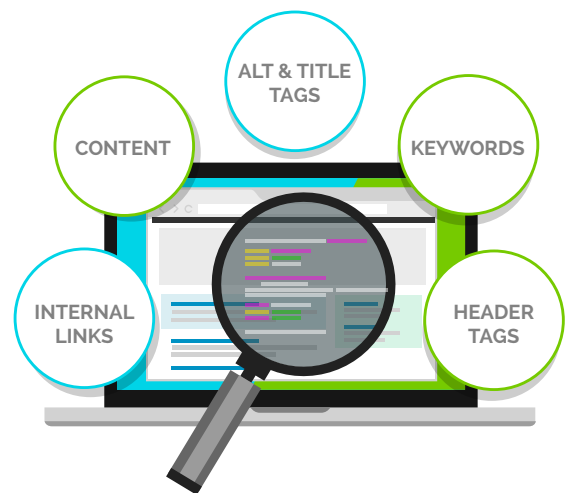 ALT & TITLE
TAGS
CONTENT
KEYWORDS
INTERNAL
LINKS
HEADER
TAGS